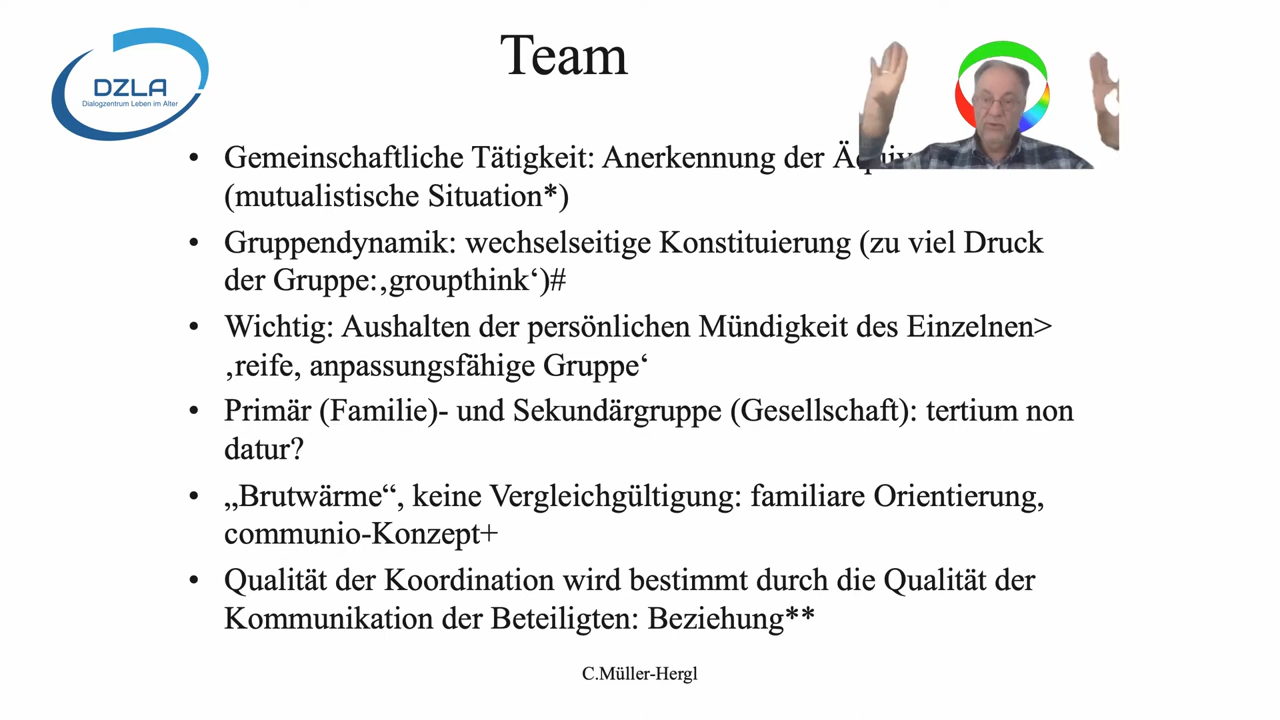 Team
DZLA
Dialogzentrum Leben im Alter
• Gemeinschaftliche Tätigkeit: Anerkennung der
(mutualistische Situation*)
• Gruppendynamik: wechselseitige Konstituierung (zu viel Druck
der Gruppe:‚groupthink‘)#
• Wichtig: Aushalten der persönlichen Mündigkeit des Einzelnen>
‚reife, anpassungsfähige Gruppe‘
• Primär (Familie)- und Sekundärgruppe (Gesellschaft): tertium non
datur?
• „Brutwärme“, keine Vergleichgültigung: familiare Orientierung,
communio-Konzept+
• Qualität der Koordination wird bestimmt durch die Qualität der
Kommunikation der Beteiligten: Beziehung**
C.Müller-Hergl